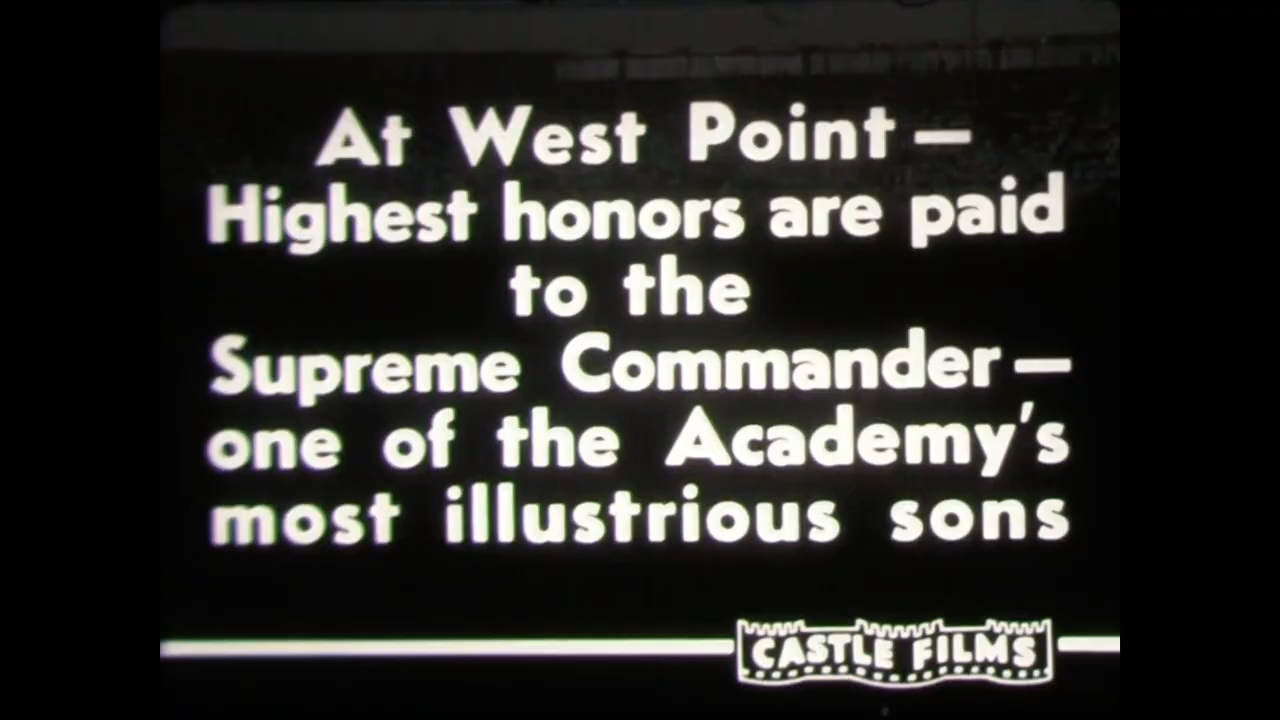 At West Point —
Highest honors are paid
to the
Supreme Commander —
one of the Academy's
most illustrious sons
CASTLE FILMS